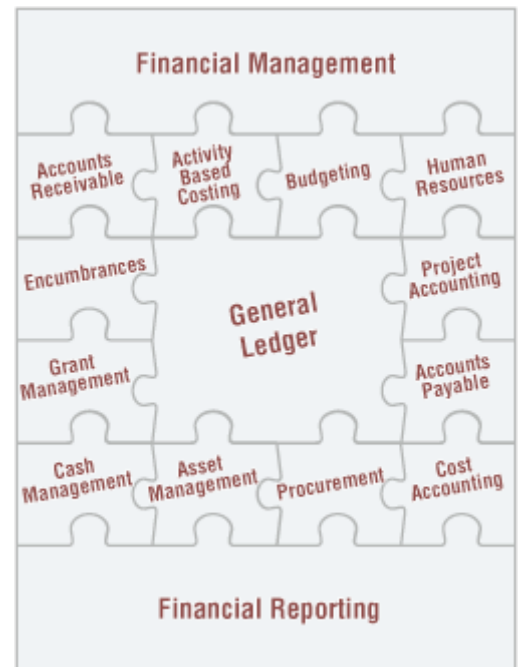 Financial Management
Accounts
Receivable
Activity
Based
Costing
Budgeting
Human
Resources
Encumbrances
General
Ledger
Project
Accounting
Grant
Management
Accounts
Payable
Cash
Management
Asset
Management
Procurement
Cost
Accounting
Financial Reporting